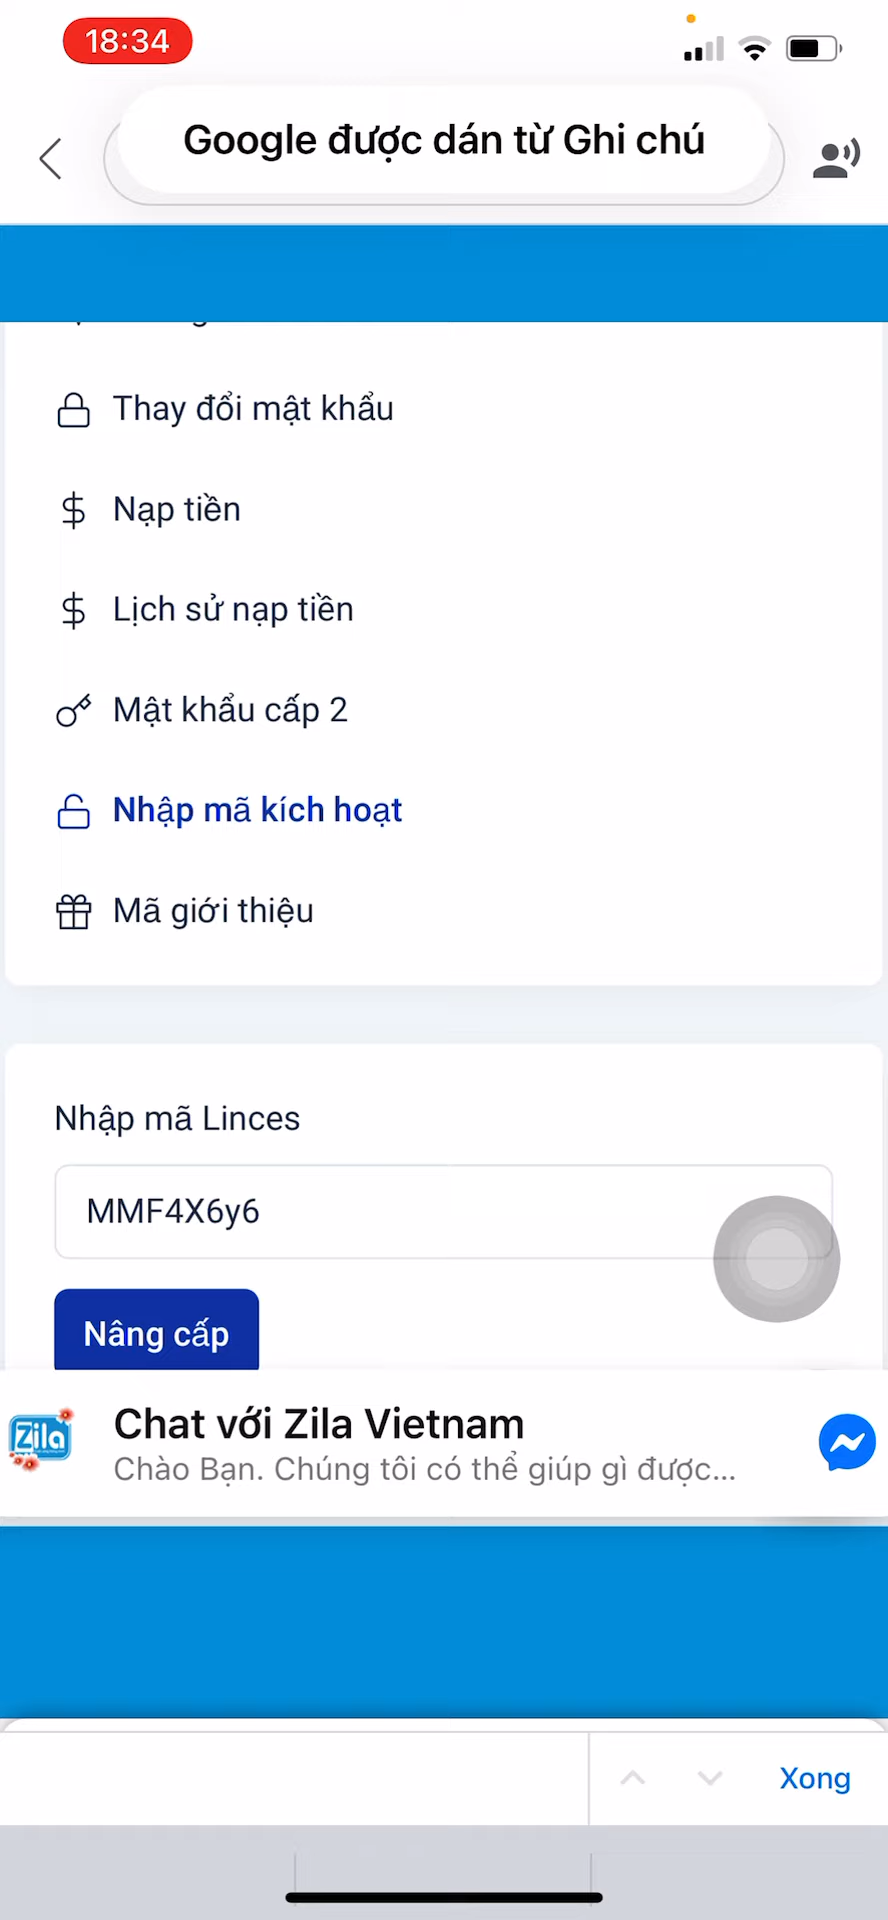 18:34
Google được dán từ Ghi chú
Thay đổi mật khẩu
Nạp tiền
Lịch sử nạp tiền
Mật khẩu cấp 2
Nhập mã kích hoạt
Mã giới thiệu
Nhập mã Linces
MMF4X6y6
Nâng cấp
Zila
Chat với Zila Vietnam
Chào Bạn. Chúng tôi có thể giúp gì được...
Xong